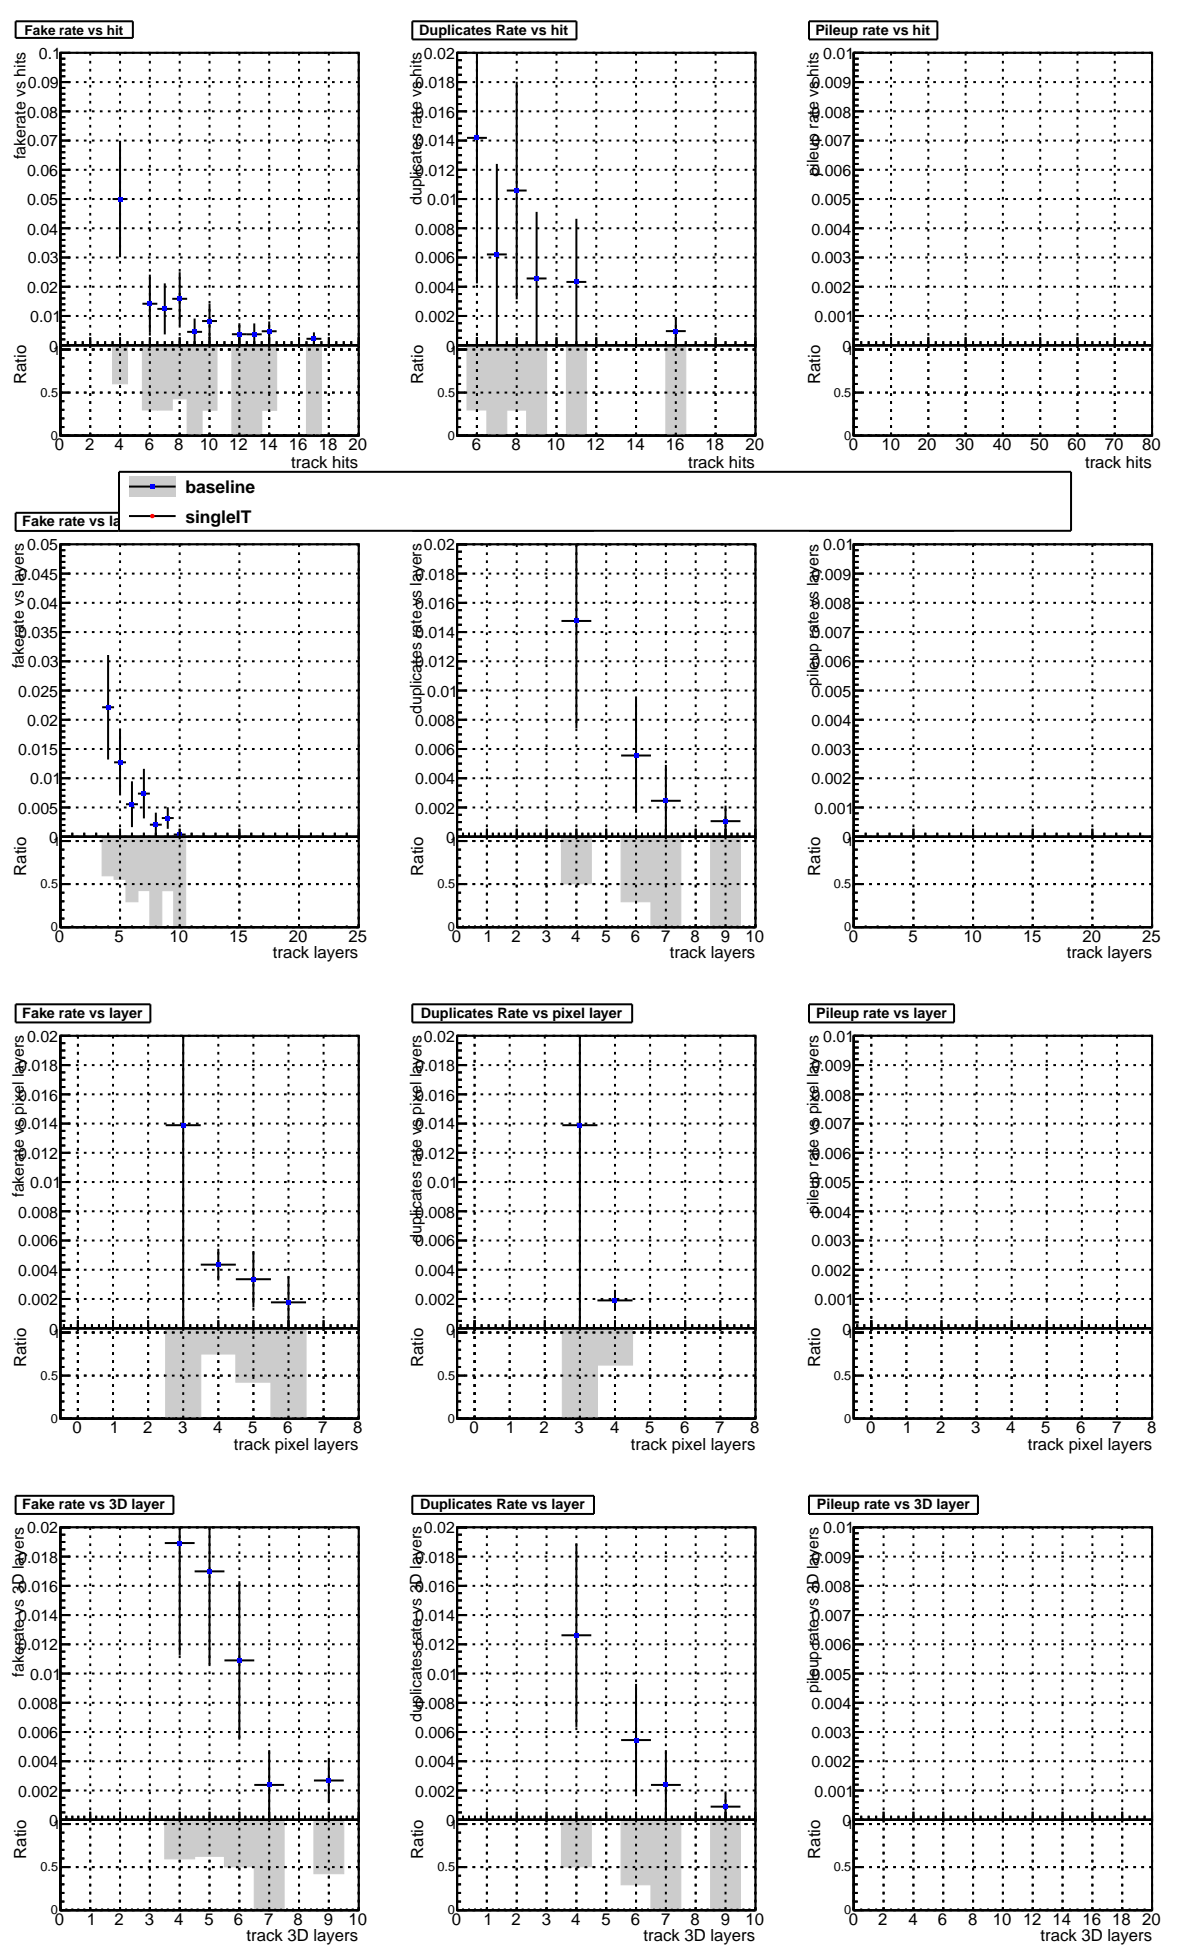 Fake rate vs hit
Duplicates Rate vs hit
Pileup rate vs hit
fakerate vs hits
0.1
0.09
0.08
0.07
0.06
0.05
0.04
0.03
0.02
0.01
0
Ratio
1
0.5
0
0 2 4 6 8 10 12 14 16 18 20
track hits
duplicates rate vs hits
0.02
0.018
0.016
0.014
0.012
0.01
0.008
0.006
0.004
0.002
0
Ratio
1
0.5
0
6 8 10 12 14 16 18 20
track hits
pileup rate vs hits
0.01
0.009
0.008
0.007
0.006
0.005
0.004
0.003
0.002
0.001
0
Ratio
1
0.5
0
0 10 20 30 40 50 60 70 80
track hits
baseline
singleIT
Fake rate vs la
fakerate vs layers
0.05
0.045
0.04
0.035
0.03
0.025
0.02
0.015
0.01
0.005
0
Ratio
1
0.5
0
0 5 10 15 20 25
track layers
duplicates rate vs layers
0.02
0.018
0.016
0.014
0.012
0.01
0.008
0.006
0.004
0.002
0
Ratio
1
0.5
0
0 1 2 3 4 5 6 7 8 9 10
track layers
pileup rate vs layers
0.01
0.009
0.008
0.007
0.006
0.005
0.004
0.003
0.002
0.001
0
Ratio
1
0.5
0
0 5 10 15 20 25
track layers
Fake rate vs layer
Duplicates Rate vs pixel layer
Pileup rate vs layer
fakerate vs pixel layers
0.02
0.018
0.016
0.014
0.012
0.01
0.008
0.006
0.004
0.002
0
Ratio
1
0.5
0
0 1 2 3 4 5 6 7 8
track pixel layers
duplicates rate vs pixel layers
0.02
0.018
0.016
0.014
0.012
0.01
0.008
0.006
0.004
0.002
0
Ratio
1
0.5
0
0 1 2 3 4 5 6 7 8
track pixel layers
pileup rate vs pixel layers
0.01
0.009
0.008
0.007
0.006
0.005
0.004
0.003
0.002
0.001
0
Ratio
1
0.5
0
0 1 2 3 4 5 6 7 8
track pixel layers
Fake rate vs 3D layer
Duplicates Rate vs layer
Pileup rate vs 3D layer
fakerate vs 3D layers
0.02
0.018
0.016
0.014
0.012
0.01
0.008
0.006
0.004
0.002
0
Ratio
1
0.5
0
0 1 2 3 4 5 6 7 8 9 10
track 3D layers
duplicates rate vs 3D layers
0.02
0.018
0.016
0.014
0.012
0.01
0.008
0.006
0.004
0.002
0
Ratio
1
0.5
0
0 1 2 3 4 5 6 7 8 9 10
track 3D layers
pileup rate vs 3D layers
0.01
0.009
0.008
0.007
0.006
0.005
0.004
0.003
0.002
0.001
0
Ratio
1
0.5
0
0 2 4 6 8 10 12 14 16 18 20
track 3D layers